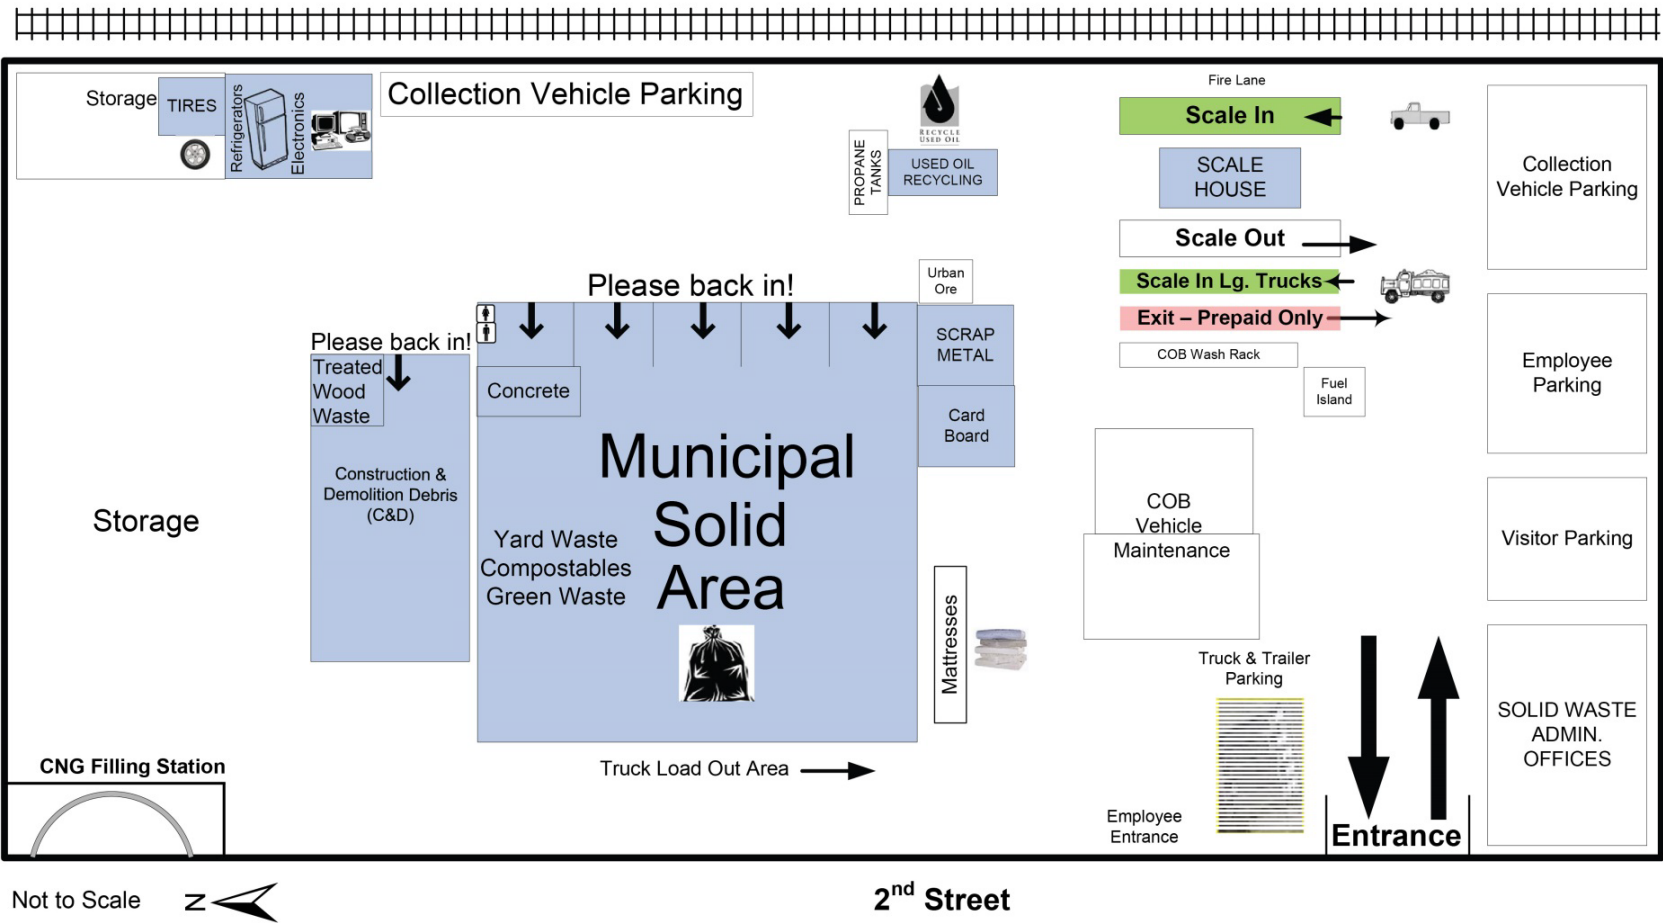 Storage
TIRES
Refrigerators
Electronics
Collection Vehicle Parking
RECYCLE
USED OIL
PROPANE
TANKS
USED OIL
RECYCLING
Fire Lane
Scale In
SCALE
HOUSE
Scale Out
Scale In Lg. Trucks
Exit – Prepaid Only
COB Wash Rack
Fuel
Island
Collection
Vehicle Parking
Employee
Parking
Visitor Parking
SOLID WASTE
ADMIN.
OFFICES
Please back in!
Urban
Ore
SCRAP
METAL
Card
Board
Please back in!
Treated
Wood
Waste
Concrete
Construction &
Demolition Debris
(C&D)
Municipal
Solid
Area
Yard Waste
Compostables
Green Waste
Storage
Mattresses
COB
Vehicle
Maintenance
Truck & Trailer
Parking
Truck Load Out Area
CNG Filling Station
Employee
Entrance
Entrance
Not to Scale
N
2nd Street